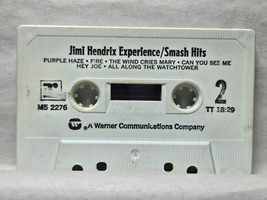 Jimi Hendrix Experience/Smash Hits
PURPLE HAZE • FIRE • THE WIND CRIES MARY • CAN YOU SEE ME
HEY JOE • ALL ALONG THE WATCHTOWER
2
M5 2276
TT 18:29
A Warner Communications Company